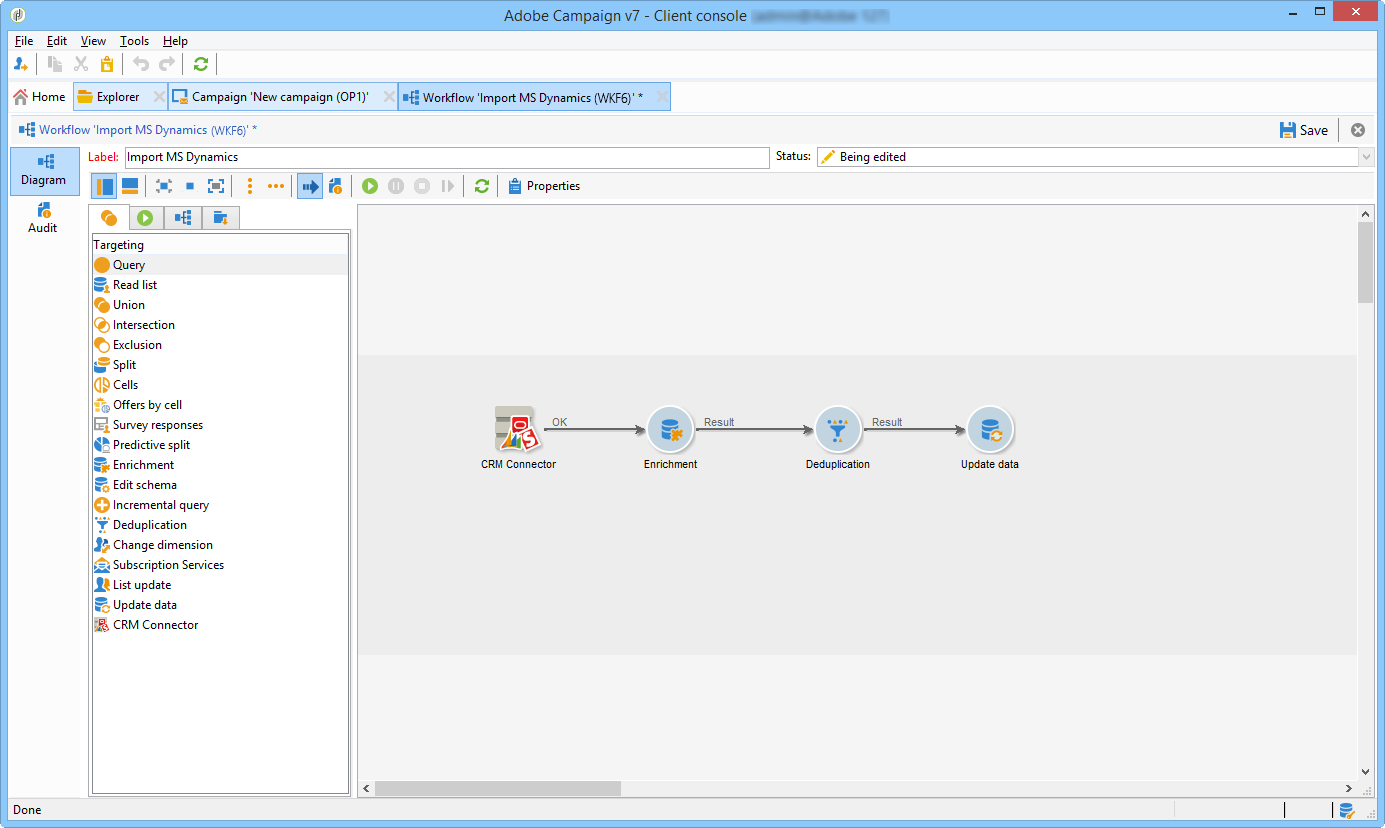 Adobe Campaign v7 - Client console
File Edit View Tools Help
Home Explorer Campaign 'New campaign (OP1)' Workflow 'Import MS Dynamics (WKF6)' *
Workflow 'Import MS Dynamics (WKF6)' * Save
Diagram
Audit
Label: Import MS Dynamics Status: Being edited
Properties
Targeting
Query
Read list
Union
Intersection
Exclusion
Split
Cells
Offers by cell
Survey responses
Predictive split
Enrichment
Edit schema
Incremental query
Deduplication
Change dimension
Subscription Services
List update
Update data
CRM Connector
OK Result Result
CRM Connector Enrichment Deduplication Update data
Done